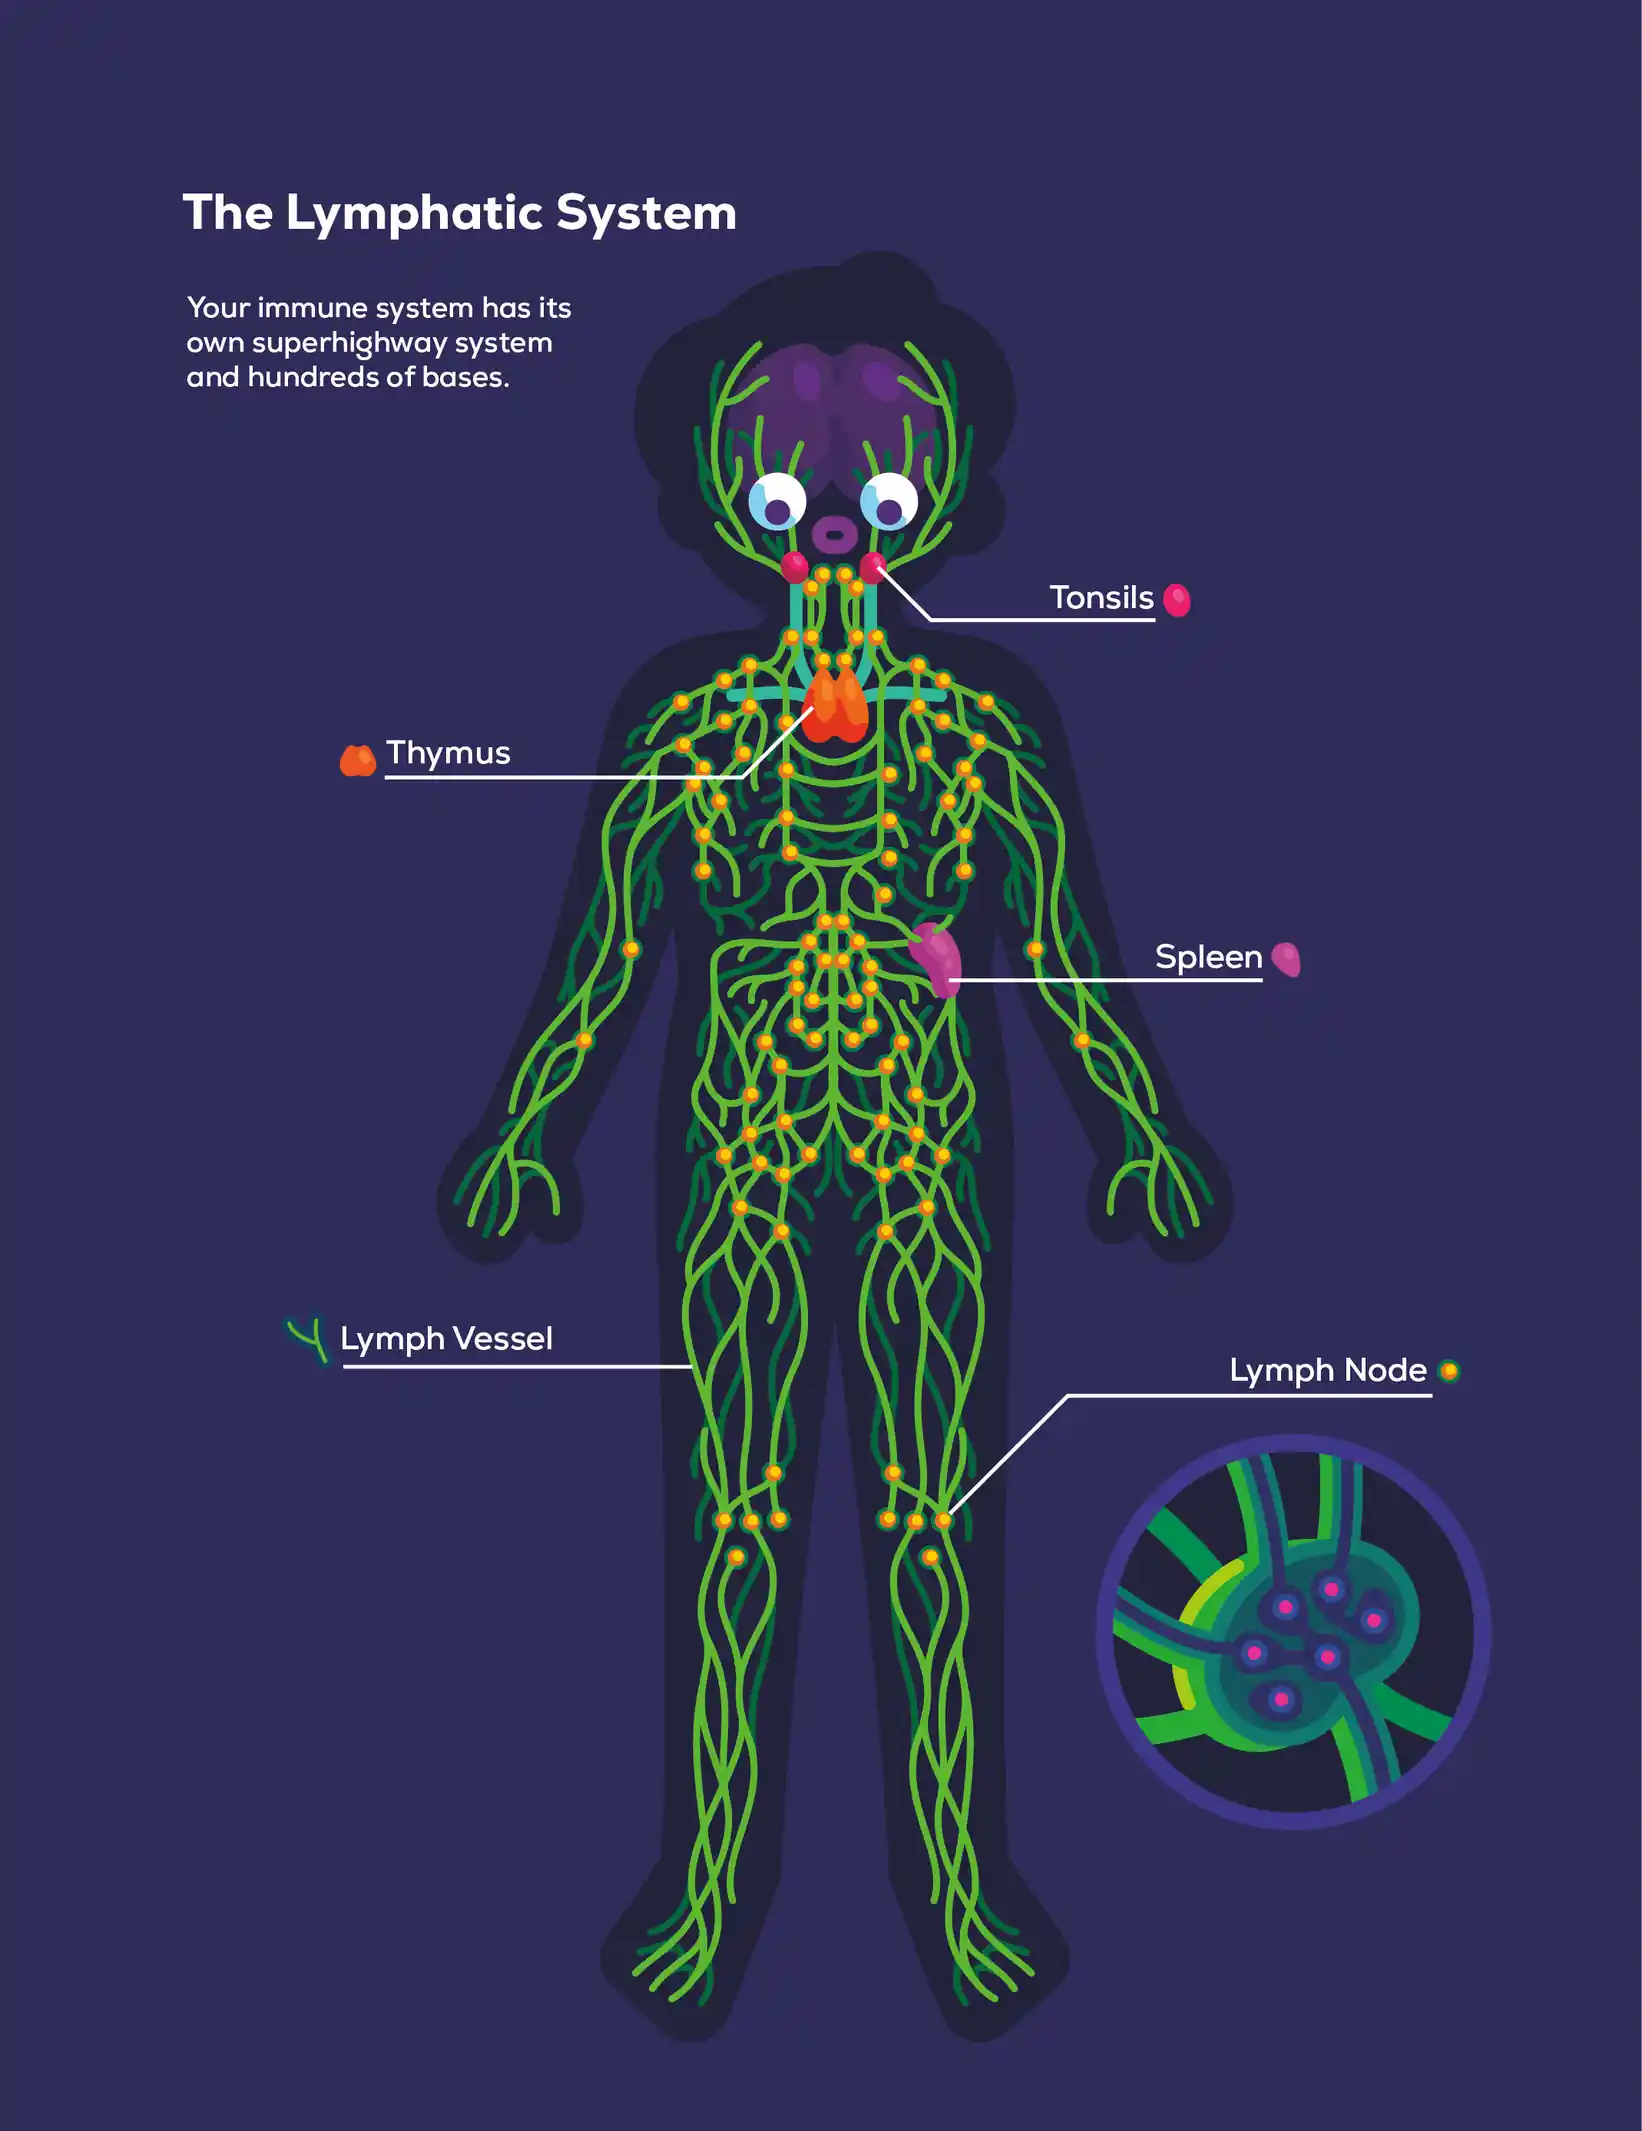 The Lymphatic System
Your immune system has its
own superhighway system
and hundreds of bases.
Tonsils
Thymus
Spleen
Lymph Vessel
Lymph Node